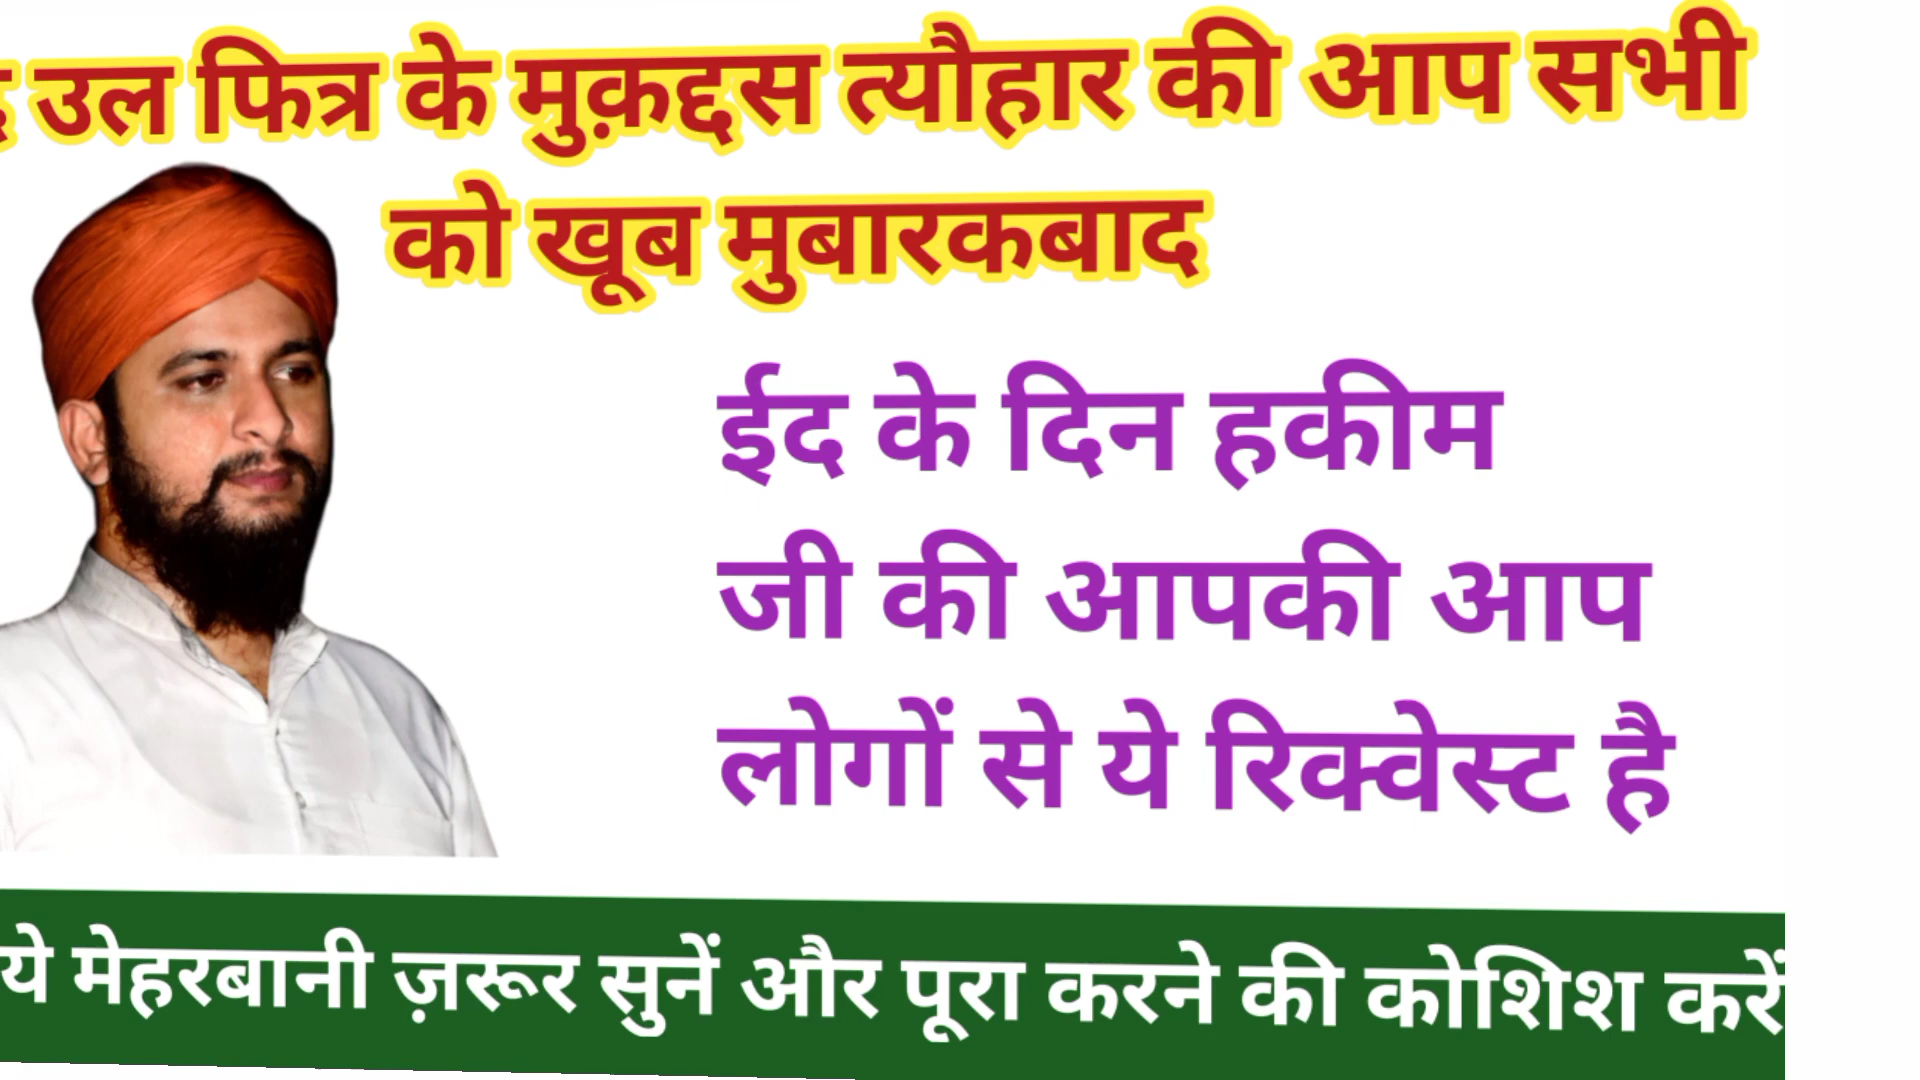 उल फित्र के मुक़द्दस त्यौहार की आप सभी
को खूब मुबारकबाद
ईद के दिन हकीम
जी की आपकी आप
लोगों से ये रिक्वेस्ट है
ये मेहरबानी ज़रूर सुनें और पूरा करने की कोशिश करें